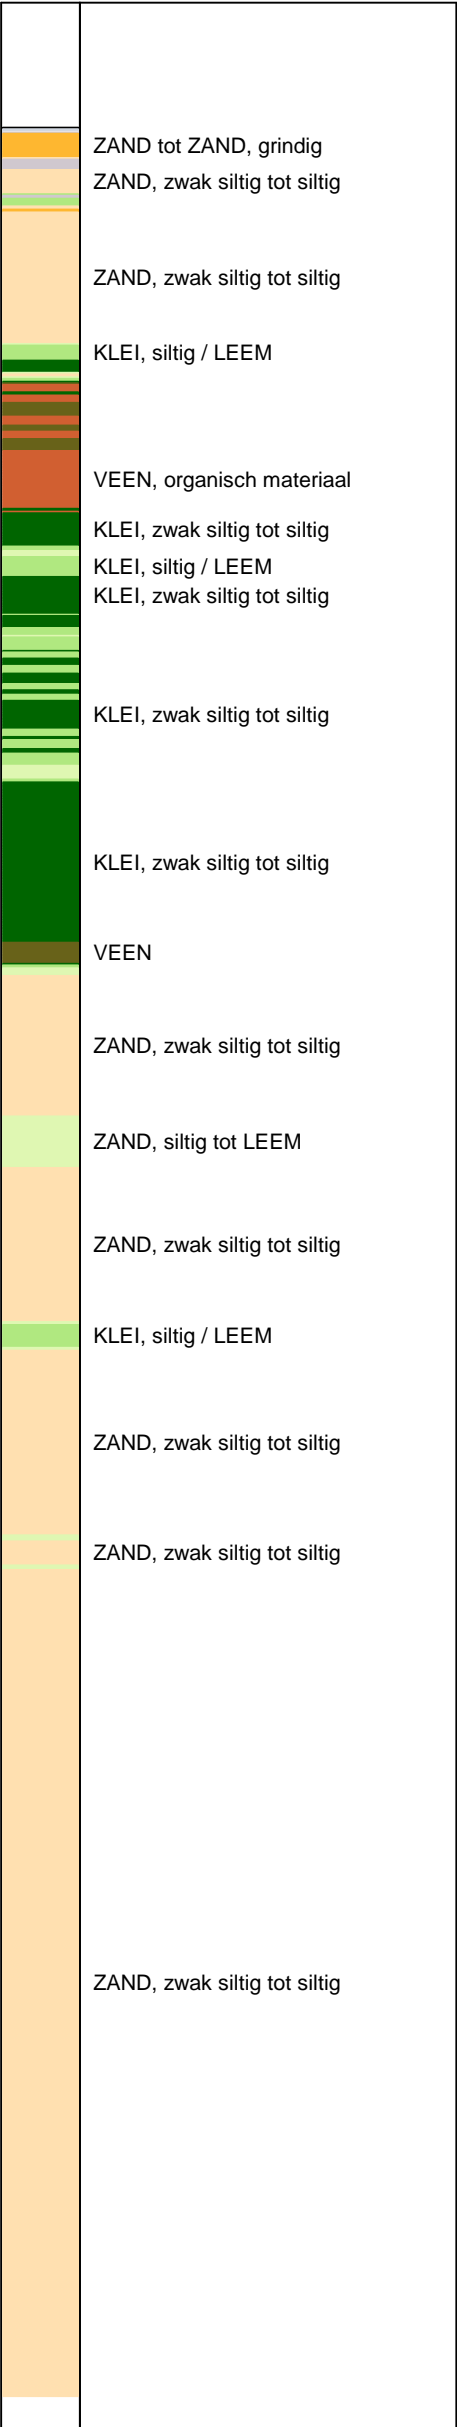 ZAND tot ZAND, grindig
ZAND, zwak siltig tot siltig
ZAND, zwak siltig tot siltig
KLEI, siltig / LEEM
VEEN, organisch materiaal
KLEI, zwak siltig tot siltig
KLEI, siltig / LEEM
KLEI, zwak siltig tot siltig
KLEI, zwak siltig tot siltig
KLEI, zwak siltig tot siltig
VEEN
ZAND, zwak siltig tot siltig
ZAND, siltig tot LEEM
ZAND, zwak siltig tot siltig
KLEI, siltig / LEEM
ZAND, zwak siltig tot siltig
ZAND, zwak siltig tot siltig
ZAND, zwak siltig tot siltig